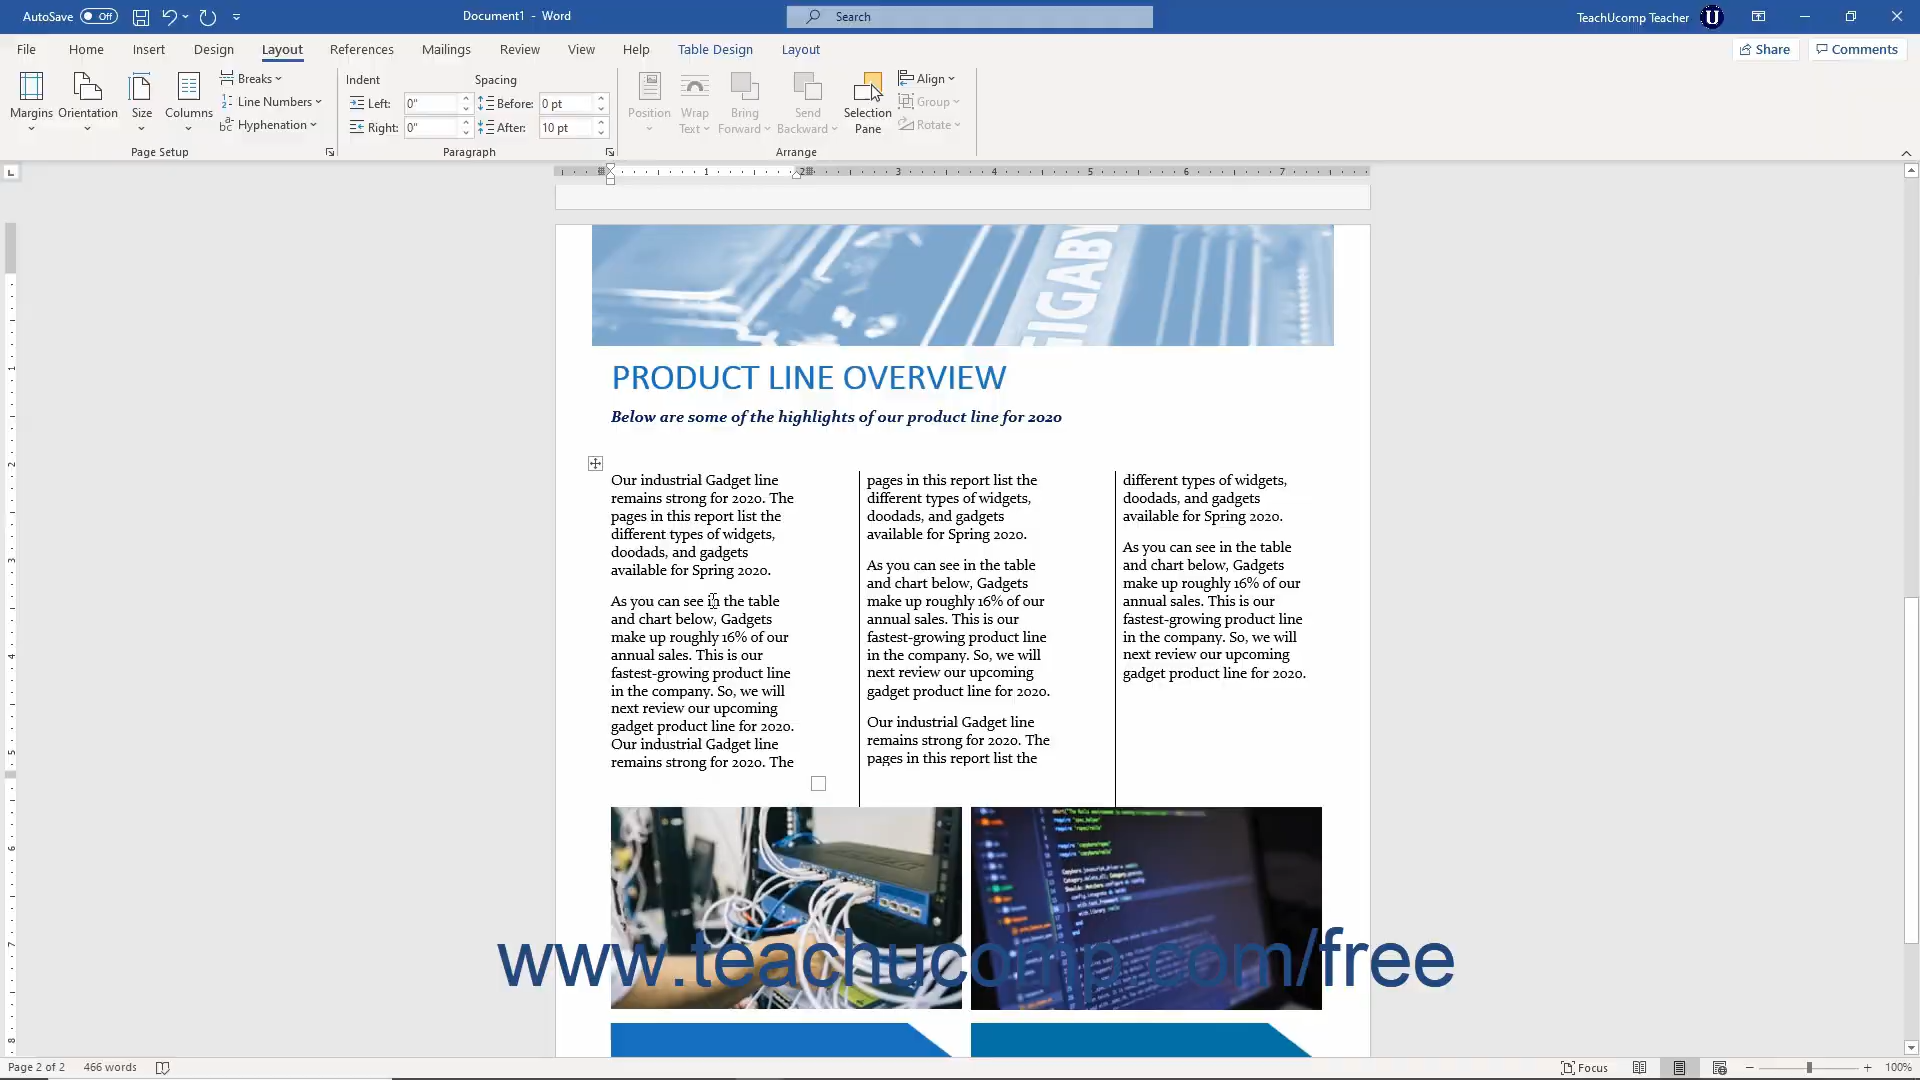 AutoSave Off
Document1 - Word
Search
TeachUcomp Teacher
U
File Home Insert Design Layout References Mailings Review View Help Table Design Layout
Share
Comments
Margins
Orientation
Size
Columns
Breaks
Line Numbers
Hyphenation
Page Setup
Indent
Left: 0"
Right: 0"
Spacing
Before: 0 pt
After: 10 pt
Paragraph
Position
Wrap
Text
Bring
Forward
Send
Backward
Selection
Pane
Align
Group
Rotate
Arrange
1 2 3 4 5 6 7
GIGABY
PRODUCT LINE OVERVIEW
Below are some of the highlights of our product line for 2020
Our industrial Gadget line
remains strong for 2020. The
pages in this report list the
different types of widgets,
doodads, and gadgets
available for Spring 2020.
As you can see in the table
and chart below, Gadgets
make up roughly 16% of our
annual sales. This is our
fastest-growing product line
in the company. So, we will
next review our upcoming
gadget product line for 2020.
Our industrial Gadget line
remains strong for 2020. The
pages in this report list the
different types of widgets,
doodads, and gadgets
available for Spring 2020.
As you can see in the table
and chart below, Gadgets
make up roughly 16% of our
annual sales. This is our
fastest-growing product line
in the company. So, we will
next review our upcoming
gadget product line for 2020.
Our industrial Gadget line
remains strong for 2020. The
pages in this report list the
different types of widgets,
doodads, and gadgets
available for Spring 2020.
As you can see in the table
and chart below, Gadgets
make up roughly 16% of our
annual sales. This is our
fastest-growing product line
in the company. So, we will
next review our upcoming
gadget product line for 2020.
www.teachucomp.com/free
Page 2 of 2
466 words
Focus
100%